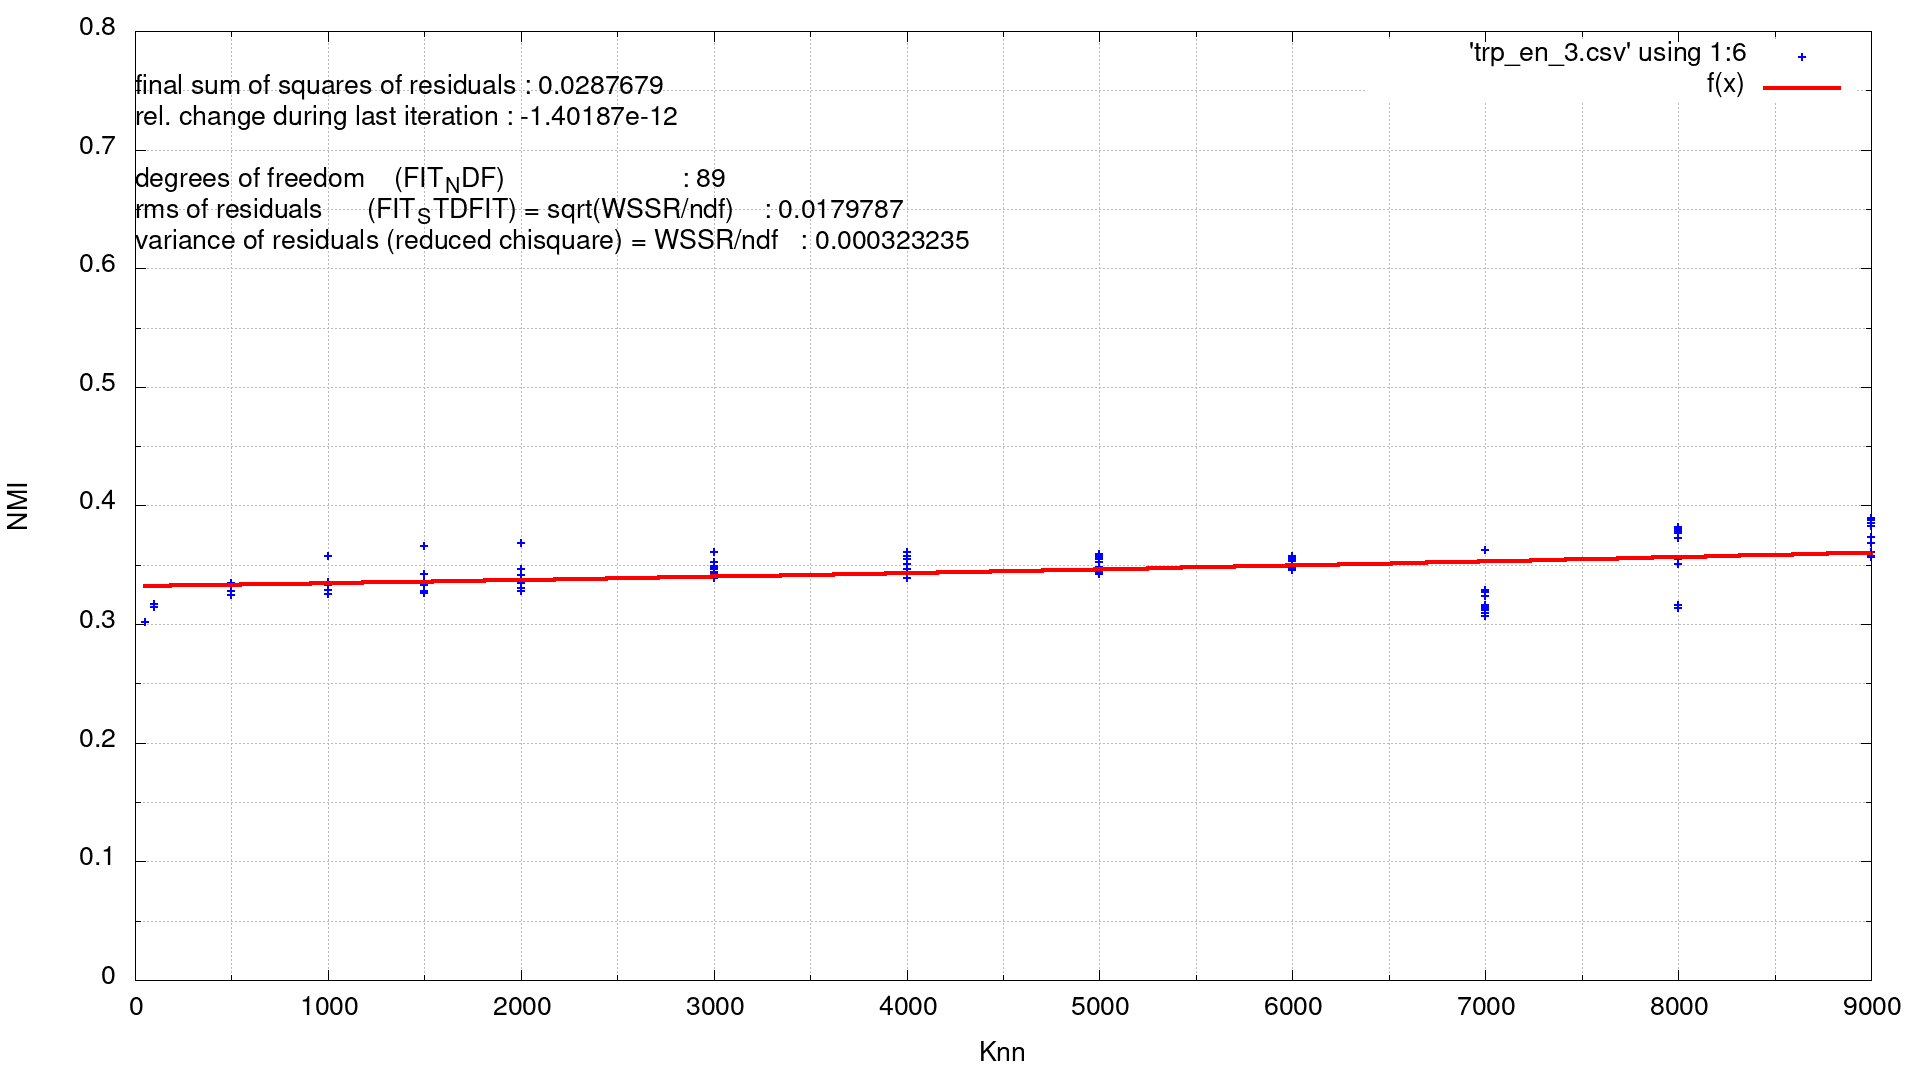 'trp_en_3.csv' using 1:6
f(x)
final sum of squares of residuals : 0.0287679
rel. change during last iteration : -1.40187e-12
degrees of freedom (FIT_NDF) : 89
rms of residuals (FIT_STDFIT) = sqrt(WSSR/ndf) : 0.0179787
variance of residuals (reduced chisquare) = WSSR/ndf : 0.000323235
0.8
0.7
0.6
0.5
0.4
0.3
0.2
0.1
0
NMI
0 1000 2000 3000 4000 5000 6000 7000 8000 9000
Knn